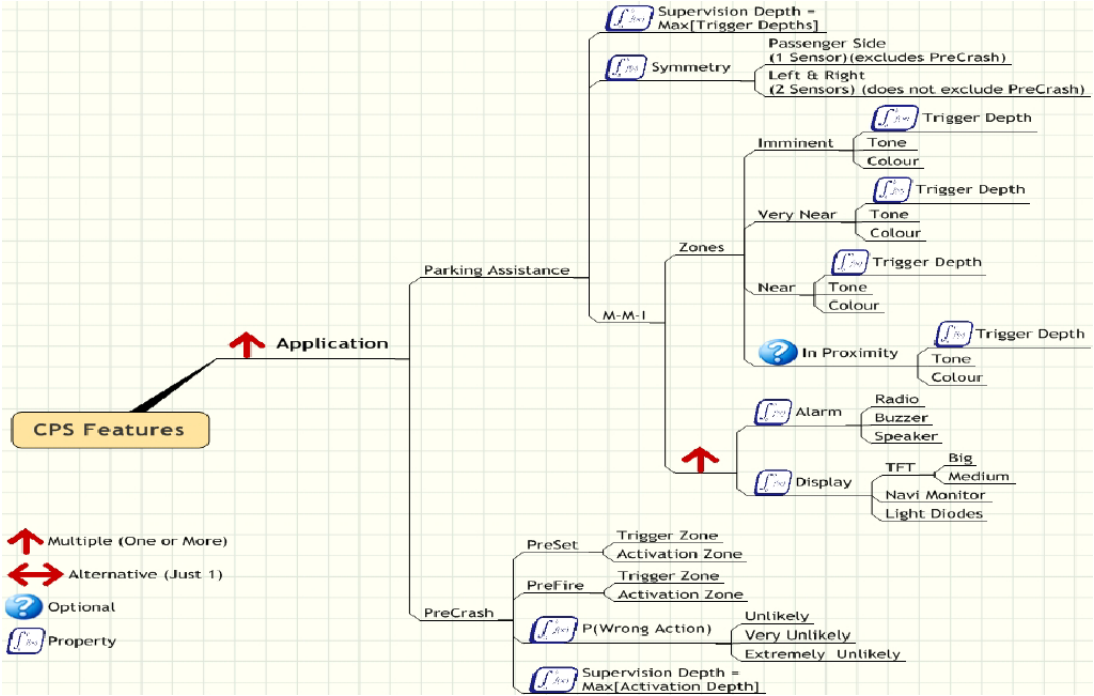 Supervision Depth =
Max[Trigger Depths]
Symmetry
Passenger Side
(1 Sensor)(excludes PreCrash)
Left & Right
(2 Sensors) (does not exclude PreCrash)
Imminent
Trigger Depth
Tone
Colour
Very Near
Trigger Depth
Tone
Colour
Zones
Parking Assistance
Near
Trigger Depth
Tone
Colour
M-M-I
In Proximity
Trigger Depth
Tone
Colour
Application
CPS Features
Alarm
Radio
Buzzer
Speaker
Display
TFT
Big
Medium
Navi Monitor
Light Diodes
PreSet
Trigger Zone
Activation Zone
PreFire
Trigger Zone
Activation Zone
PreCrash
P(Wrong Action)
Unlikely
Very Unlikely
Extremely Unlikely
Supervision Depth =
Max[Activation Depth]
Multiple (One or More)
Alternative (Just 1)
Optional
Property